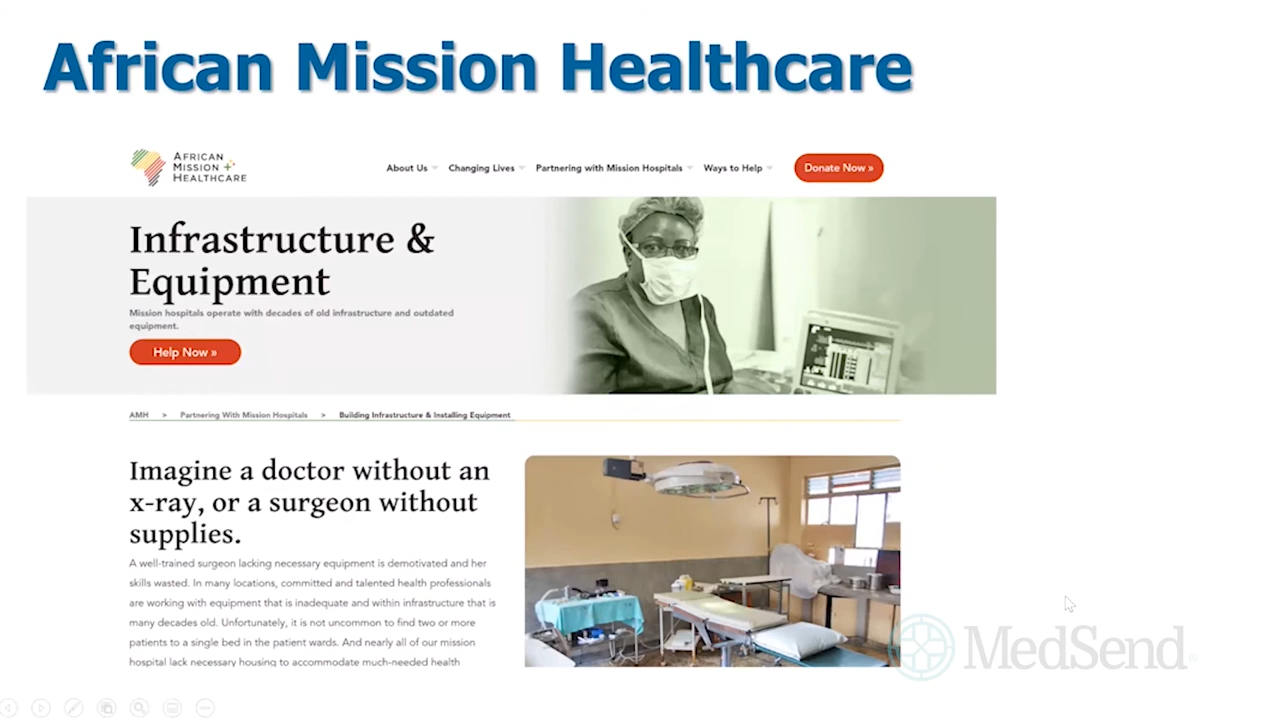 African Mission Healthcare
AFRICAN
MISSION
HEALTHCARE
About Us
Changing Lives
Partnering with Mission Hospitals
Ways to Help
Donate Now »
Infrastructure &
Equipment
Mission hospitals operate with decades of old infrastructure and outdated
equipment.
Help Now »
AMH > Partnering With Mission Hospitals > Building Infrastructure & Installing Equipment
Imagine a doctor without an
x-ray, or a surgeon without
supplies.
A well-trained surgeon lacking necessary equipment is demotivated and her
skills wasted. In many locations, committed and talented health professionals
are working with equipment that is inadequate and within infrastructure that is
many decades old. Unfortunately, it is not uncommon to find two or more
patients to a single bed in the patient wards. And nearly all of our mission
hospital lack necessary housing to accommodate much-needed health
MedSend®